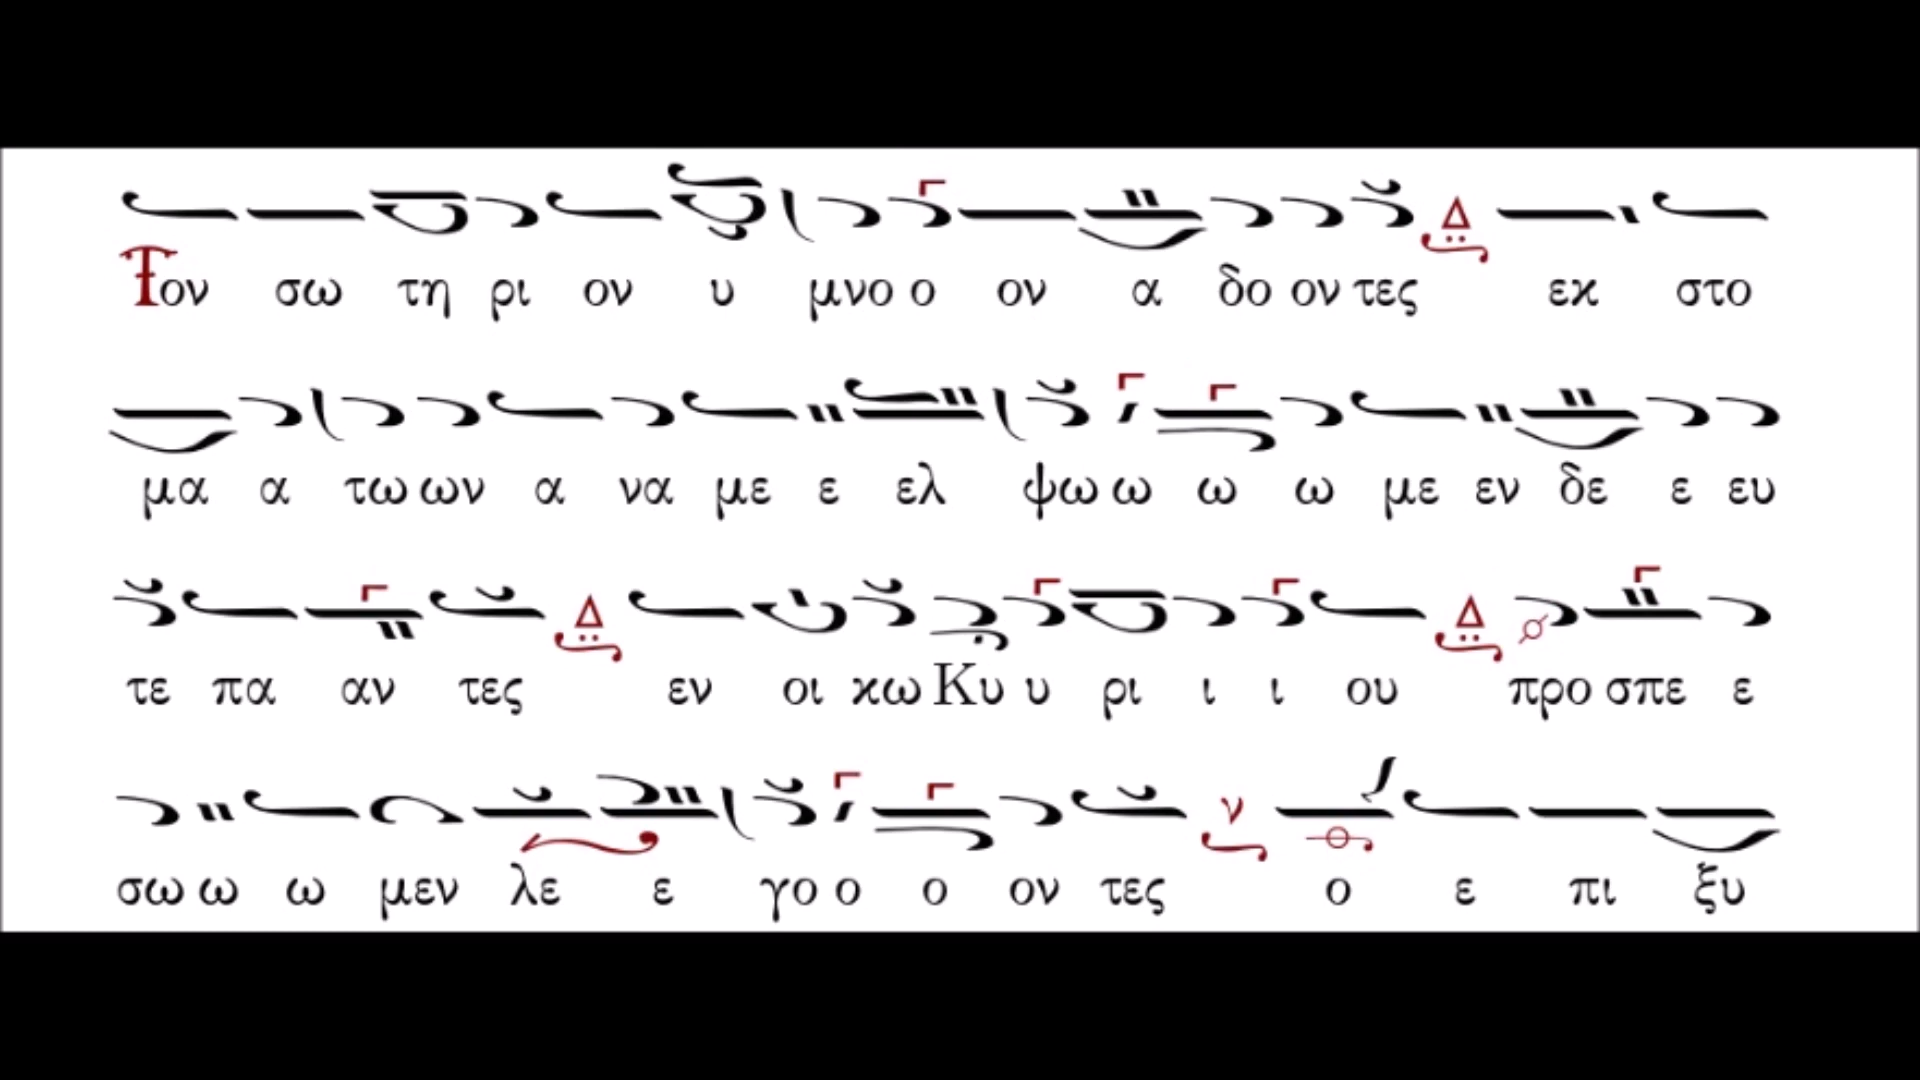 Τον σω τη ρι ον υ μνο ο ον α δο ον τες Δ εκ στο
μα α τω ων α να με ε ελ ψω ω ω ω με εν δε ε ευ
τε πα αν τες Δ εν οι κω Κυ υ ρι ι ι ου Δ προ σπε ε
σω ω ω μεν λε ε γο ο ο ον τες ν ο ε πι ξυ